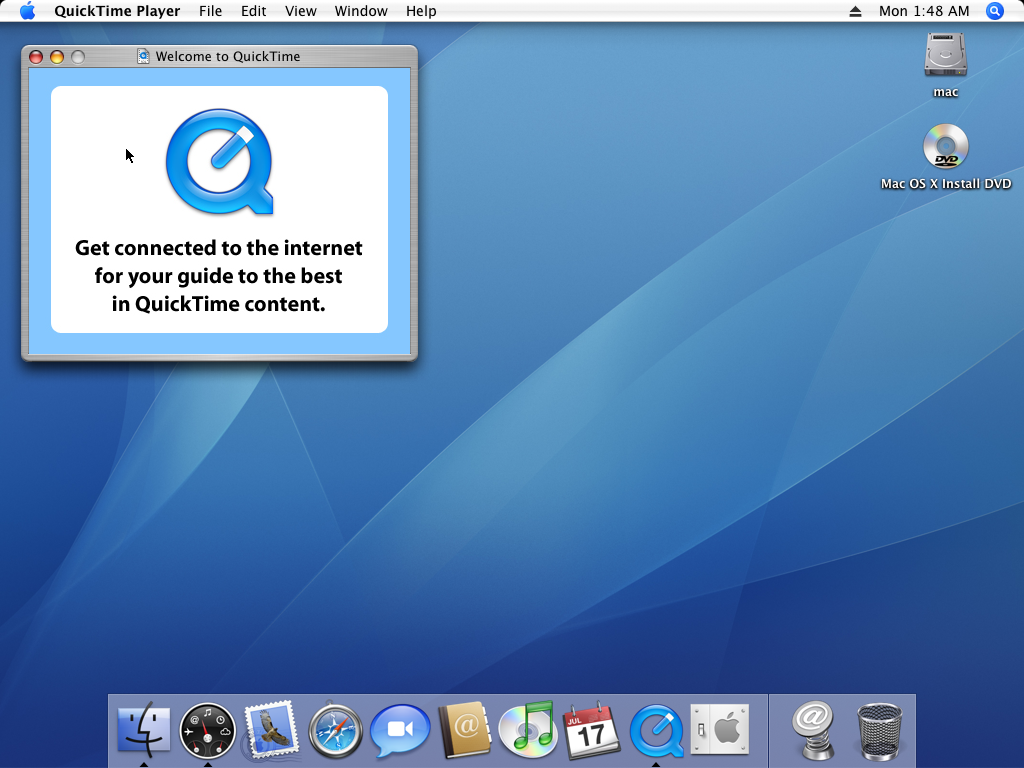 QuickTime Player File Edit View Window Help Mon 1:48 AM
Welcome to QuickTime
Get connected to the internet
for your guide to the best
in QuickTime content.
mac
DVD
Mac OS X Install DVD
@
@
JUL
17
@